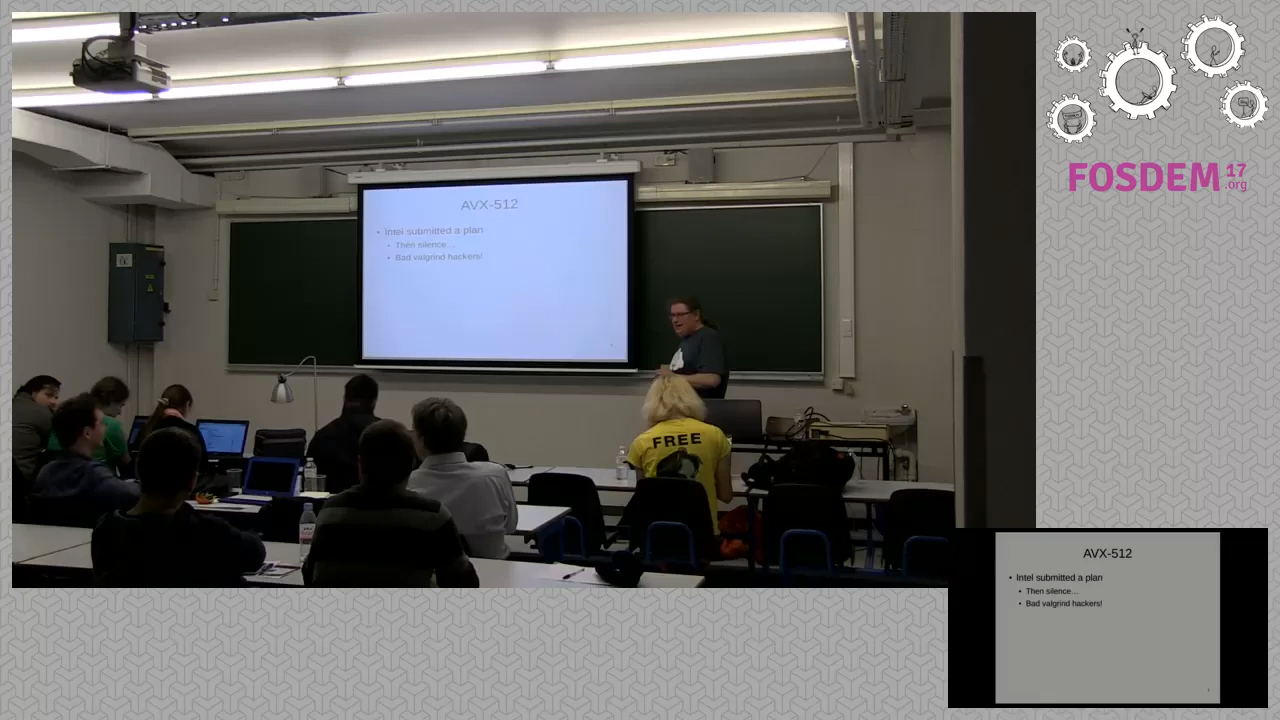 AVX-512
• Intel submitted a plan
• Then silence…
• Bad valgrind hackers!
FREE
FOSDEM 17
.org
AVX-512
• Intel submitted a plan
• Then silence…
• Bad valgrind hackers!